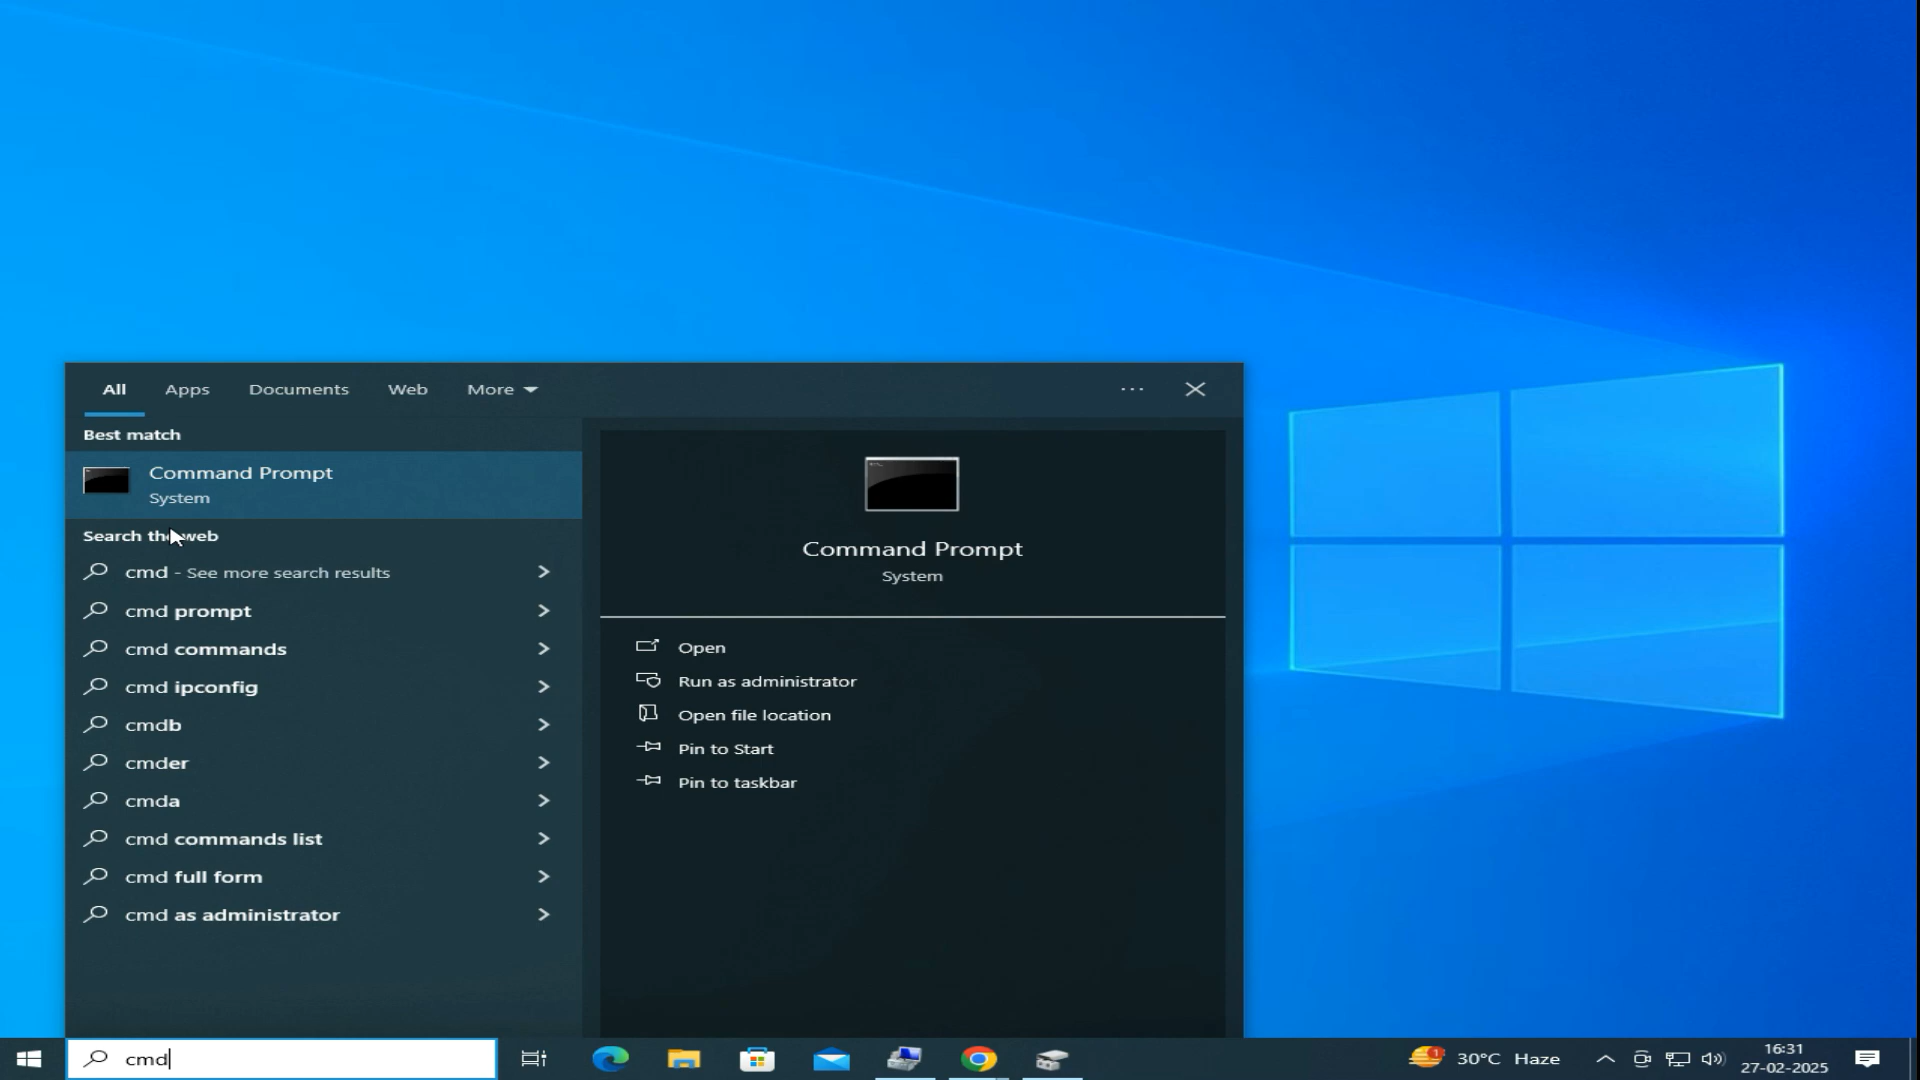 All Apps Documents Web More
Best match
Command Prompt
System
Search the web
cmd - See more search results
cmd prompt
cmd commands
cmd ipconfig
cmdb
cmder
cmda
cmd commands list
cmd full form
cmd as administrator
Command Prompt
System
Open
Run as administrator
Open file location
Pin to Start
Pin to taskbar
cmd
1
30°C Haze
16:31
27-02-2025